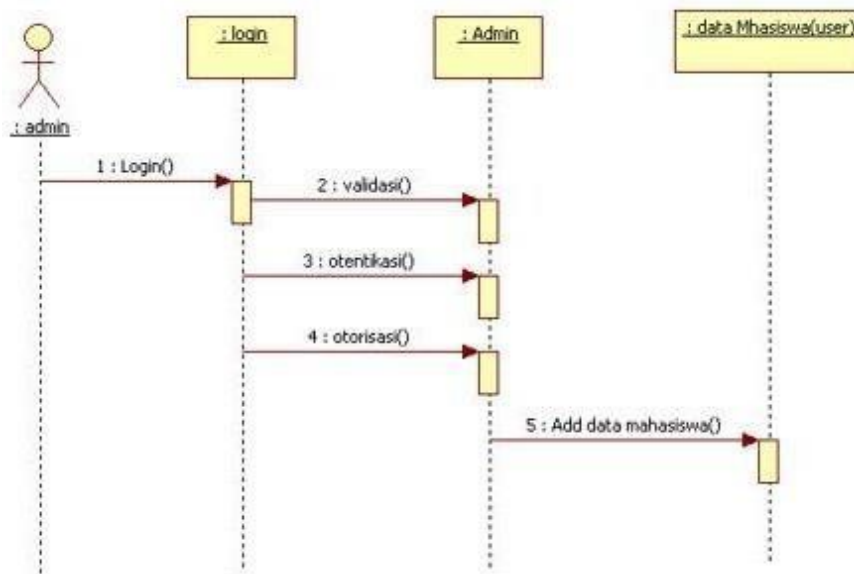 : login
: Admin
: data Mhasiswa(user)
: admin
1 : Login()
2 : validasi()
3 : otentikasi()
4 : otorisasi()
5 : Add data mahasiswa()